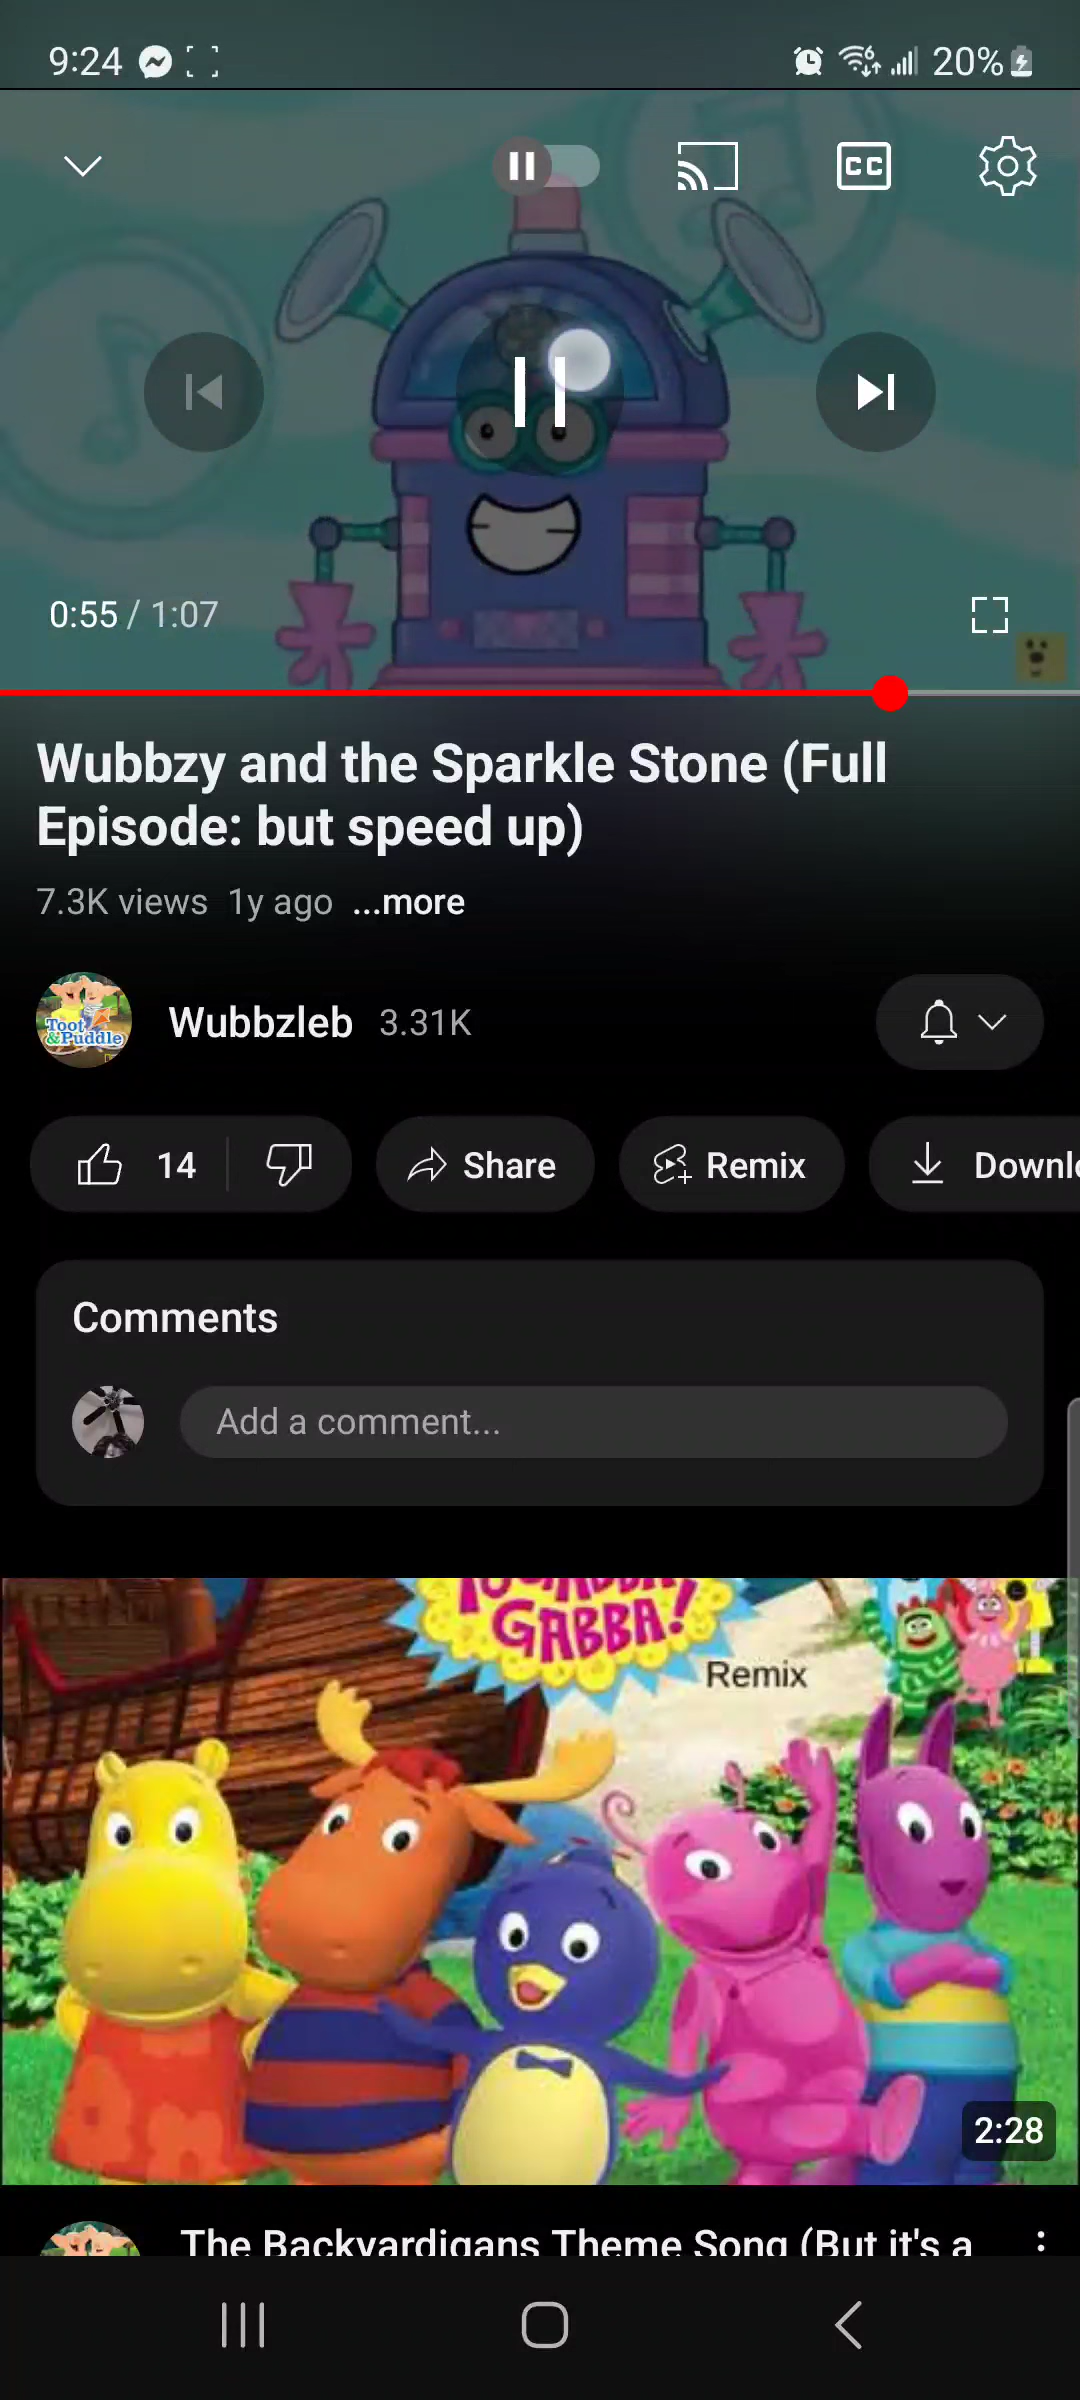 9:24
20%
CC
0:55 / 1:07
Wubbzy and the Sparkle Stone (Full
Episode: but speed up)
7.3K views 1y ago ...more
Toot
&Puddle
Wubbzleb 3.31K
14
Share
Remix
Downlo
Comments
Add a comment...
GABBA!
Remix
2:28
The Backyardigans Theme Song (But it's a